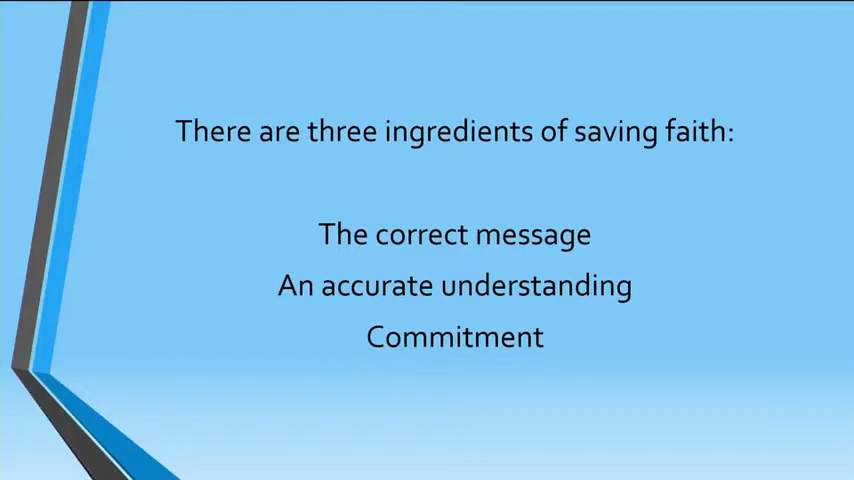 There are three ingredients of saving faith:
The correct message
An accurate understanding
Commitment